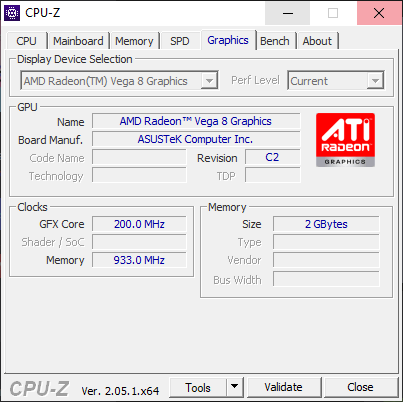 CPU-Z
CPU Mainboard Memory SPD Graphics Bench About
Display Device Selection
AMD Radeon(TM) Vega 8 Graphics Perf Level Current
GPU
Name AMD Radeon™ Vega 8 Graphics
Board Manuf. ASUSTeK Computer Inc.
Code Name Revision C2
Technology TDP
ATI
RADEON
GRAPHICS
Clocks
GFX Core 200.0 MHz
Shader / SoC
Memory 933.0 MHz
Memory
Size 2 GBytes
Type
Vendor
Bus Width
CPU-Z Ver. 2.05.1.x64 Tools Validate Close